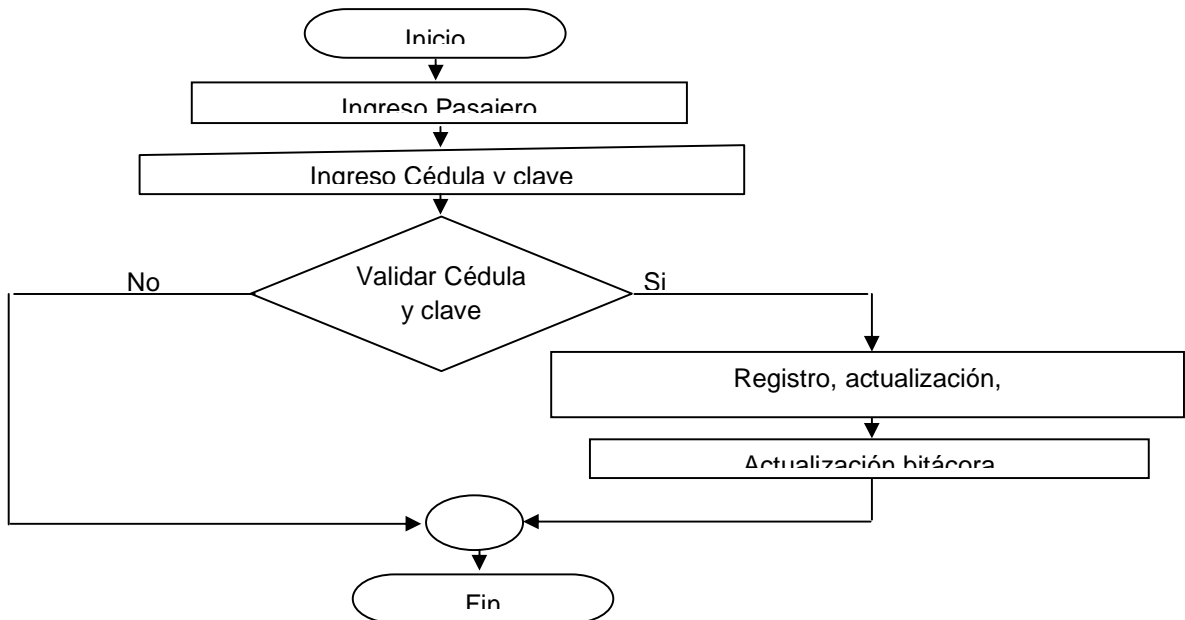 Inicio
Ingreso Pasajero
Ingreso Cédula y clave
Validar Cédula
y clave
No
Si
Registro, actualización,
Actualización bitácora
Fin